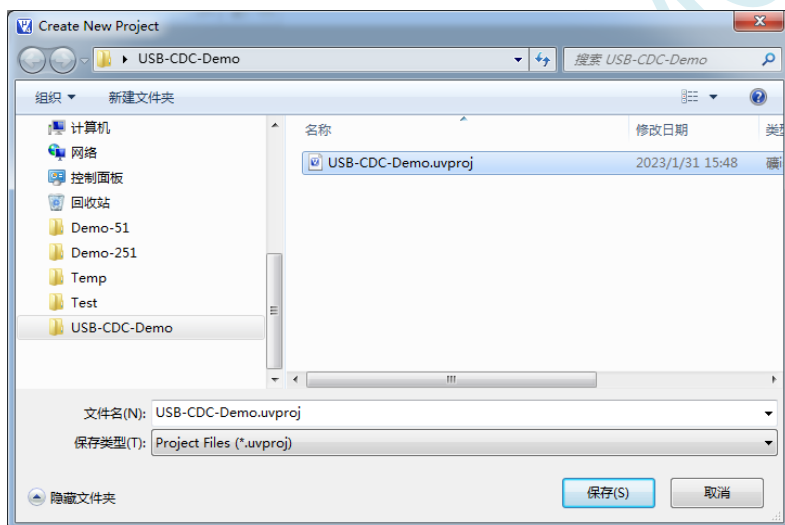 Create New Project
USB-CDC-Demo
搜索 USB-CDC-Demo
组织
新建文件夹
计算机
网络
控制面板
回收站
Demo-51
Demo-251
Temp
Test
USB-CDC-Demo
名称
修改日期
USB-CDC-Demo.uvproj
2023/1/31 15:48
文件名(N): USB-CDC-Demo.uvproj
保存类型(T): Project Files (*.uvproj)
隐藏文件夹
保存(S)
取消